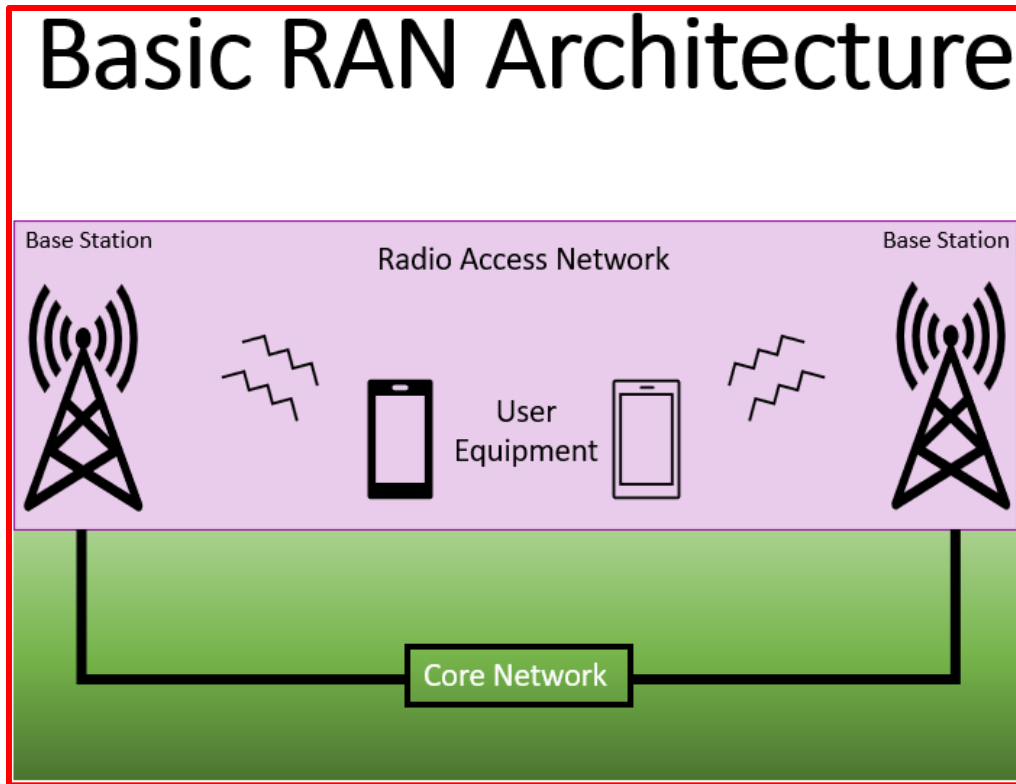 Basic RAN Architecture
Base Station
Radio Access Network
Base Station
User
Equipment
Core Network